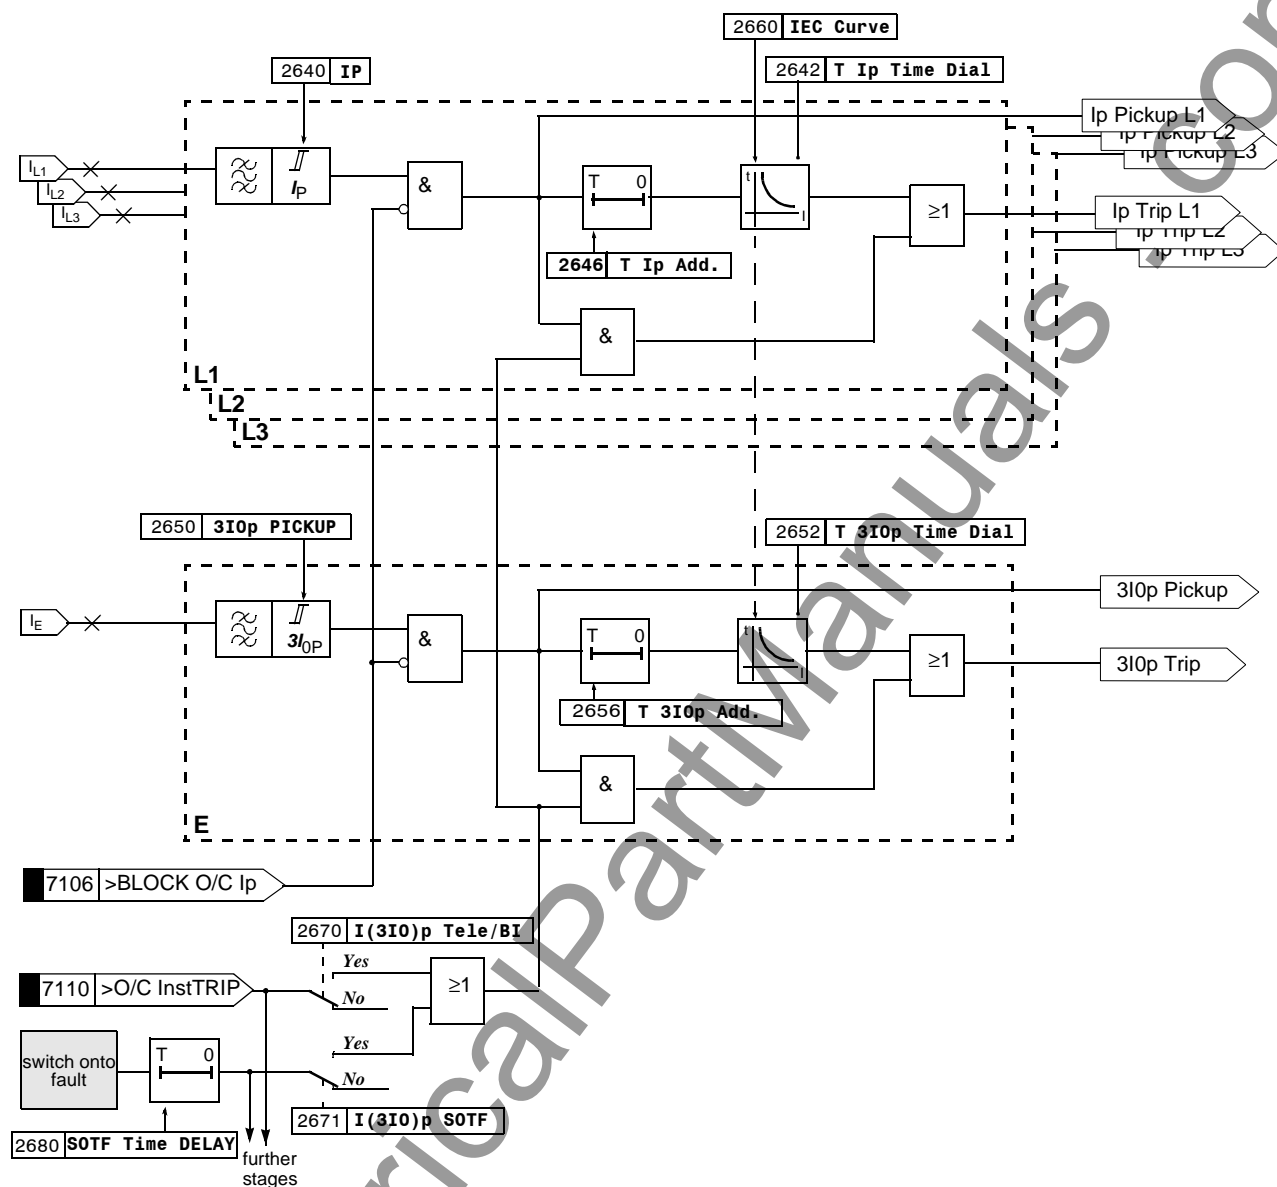 2660 IEC Curve
2640 IP
2642 T Ip Time Dial
Ip Pickup L1
Ip Pickup L2
Ip Pickup L3
IL1
IL2
IL3
IP
&
T 0
t
I
≥1
Ip Trip L1
Ip Trip L2
Ip Trip L3
2646 T Ip Add.
&
L1
L2
L3
2650 3I0p PICKUP
2652 T 3I0p Time Dial
IE
3I0P
&
T 0
t
I
≥1
3I0p Pickup
3I0p Trip
2656 T 3I0p Add.
&
E
7106 >BLOCK O/C Ip
2670 I(3I0)p Tele/BI
Yes
≥1
7110 >O/C InstTRIP
No
Yes
switch onto
fault
T 0
No
2671 I(3I0)p SOTF
2680 SOTF Time DELAY
further
stages
ricalPartManuals .com